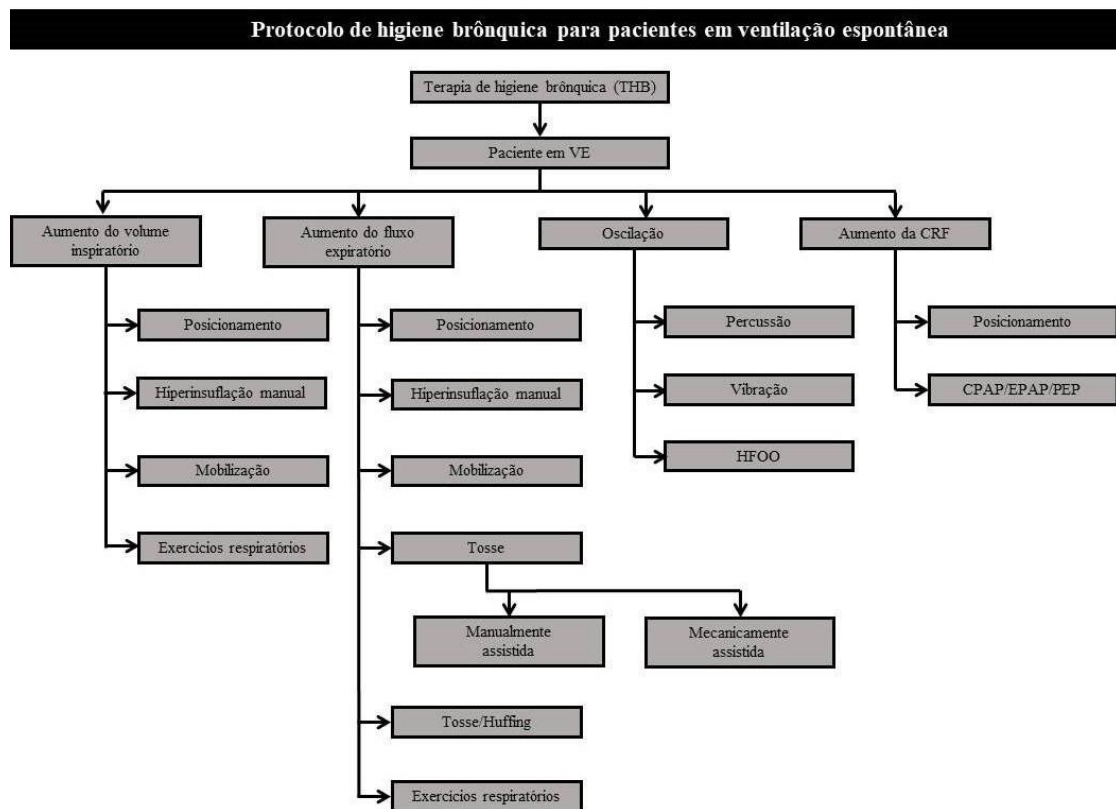 Protocolo de higiene brônquica para pacientes em ventilação espontânea
Terapia de higiene brônquica (THB)
Paciente em VE
Aumento do volume
inspiratório
Posicionamento
Hiperinsuflação manual
Mobilização
Exercícios respiratórios
Aumento do fluxo
expiratório
Posicionamento
Hiperinsuflação manual
Mobilização
Tosse
Manualmente
assistida
Mecanicamente
assistida
Tosse/Huffing
Exercícios respiratórios
Oscilação
Percussão
Vibração
HFOO
Aumento da CRF
Posicionamento
CPAP/EPAP/PEP